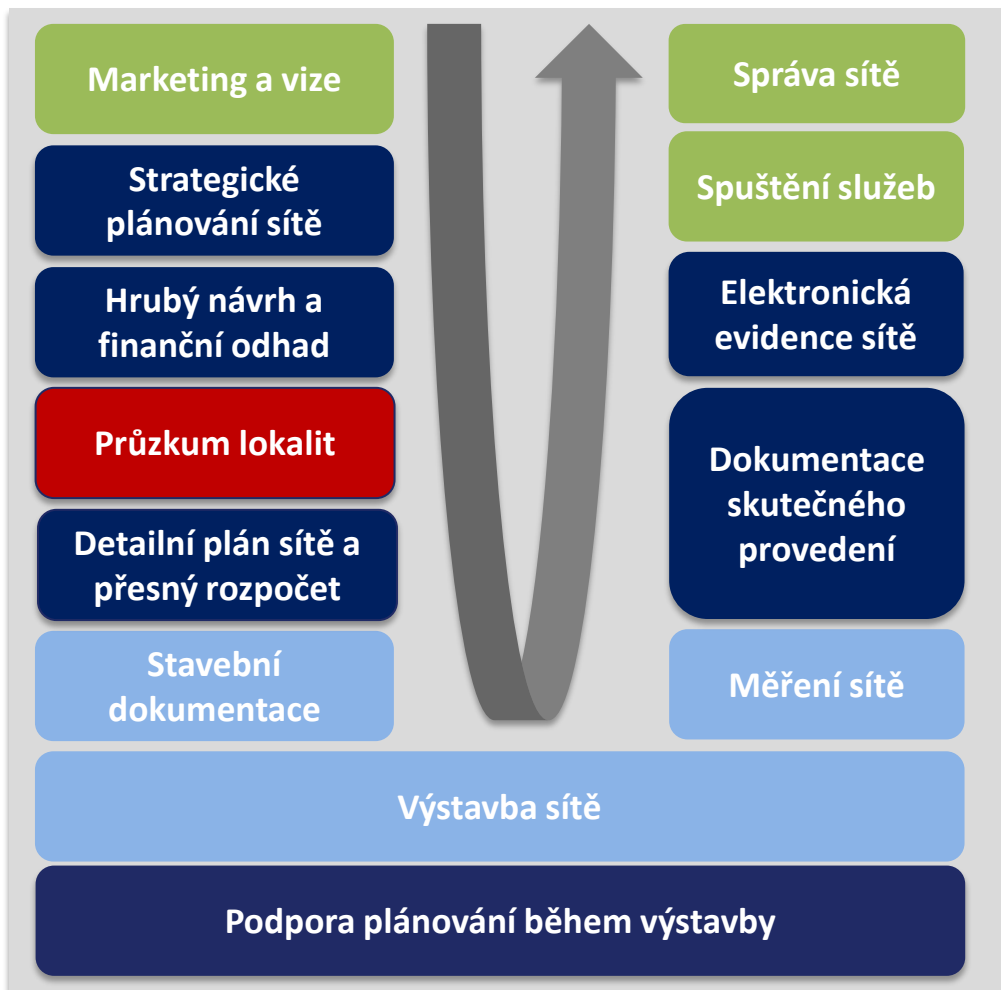 Marketing a vize
Strategické
plánování sítě
Hrubý návrh a
finanční odhad
Průzkum lokalit
Detailní plán sítě a
přesný rozpočet
Stavební
dokumentace
Správa sítě
Spuštění služeb
Elektronická
evidence sítě
Dokumentace
skutečného
provedení
Měření sítě
Výstavba sítě
Podpora plánování během výstavby